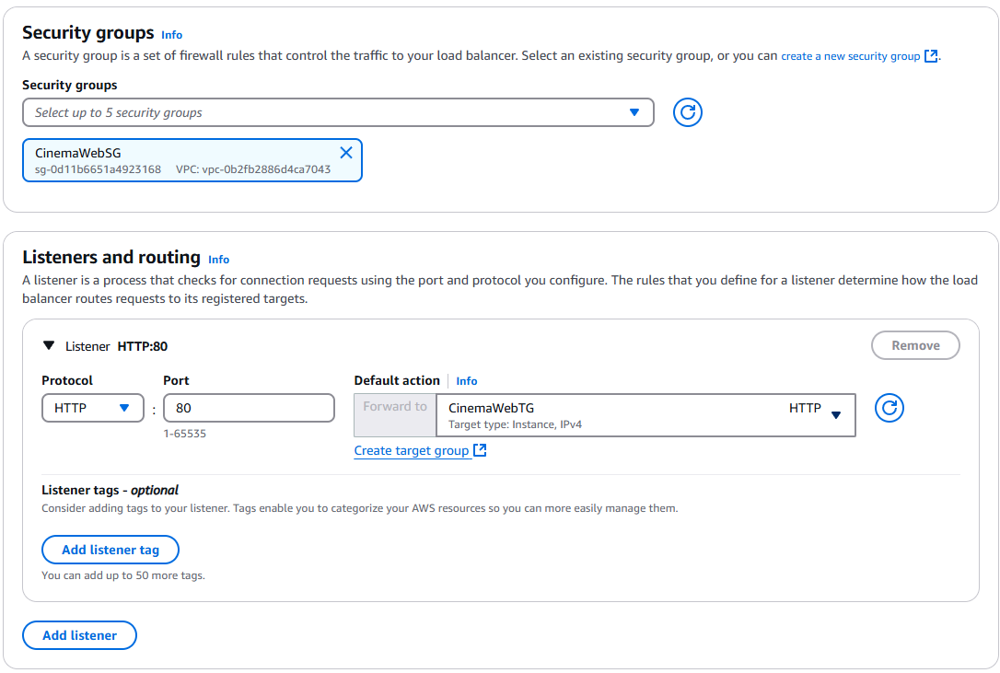 Security groups Info
A security group is a set of firewall rules that control the traffic to your load balancer. Select an existing security group, or you can create a new security group.
Security groups
Select up to 5 security groups
CinemaWebSG
sg-0d11b6651a4923168 VPC: vpc-0b2fb2886d4ca7043
Listeners and routing Info
A listener is a process that checks for connection requests using the port and protocol you configure. The rules that you define for a listener determine how the load
balancer routes requests to its registered targets.
Listener HTTP:80
Remove
Protocol Port Default action Info
HTTP : 80 Forward to CinemaWebTG HTTP
Target type: Instance, IPv4
1-65535
Create target group
Listener tags - optional
Consider adding tags to your listener. Tags enable you to categorize your AWS resources so you can more easily manage them.
Add listener tag
You can add up to 50 more tags.
Add listener